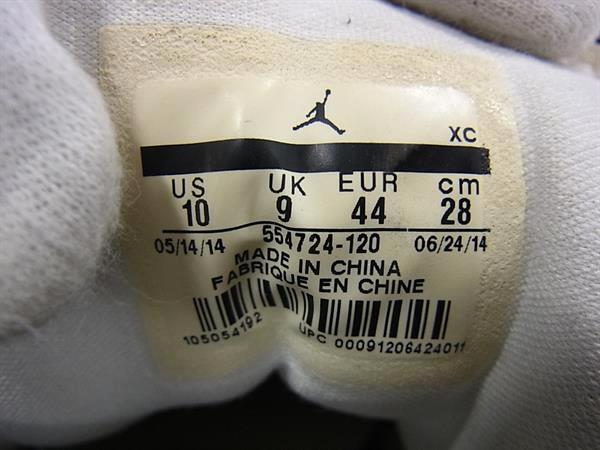 XC
US UK EUR cm
10 9 44 28
05/14/14 554724-120 06/24/14
MADE IN CHINA
FABRIQUE EN CHINE
105054192 UPC 00091206424011